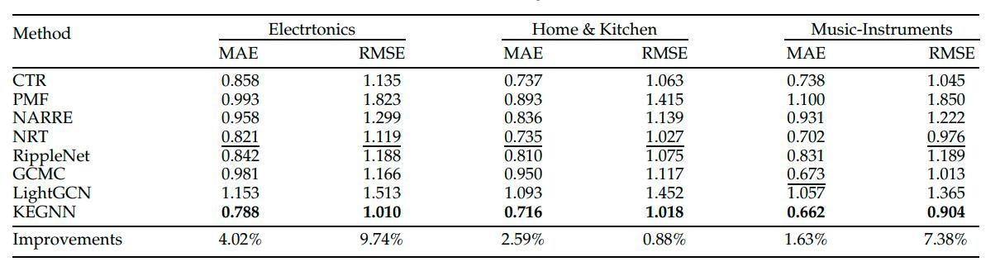 Method Electrtonics Home & Kitchen Music-Instruments
MAE RMSE MAE RMSE MAE RMSE
CTR 0.858 1.135 0.737 1.063 0.738 1.045
PMF 0.993 1.823 0.893 1.415 1.100 1.850
NARRE 0.958 1.299 0.836 1.139 0.931 1.222
NRT 0.821 1.119 0.735 1.027 0.702 0.976
RippleNet 0.842 1.188 0.810 1.075 0.831 1.189
GCMC 0.981 1.166 0.950 1.117 0.673 1.013
LightGCN 1.153 1.513 1.093 1.452 1.057 1.365
KEGNN 0.788 1.010 0.716 1.018 0.662 0.904
Improvements 4.02% 9.74% 2.59% 0.88% 1.63% 7.38%